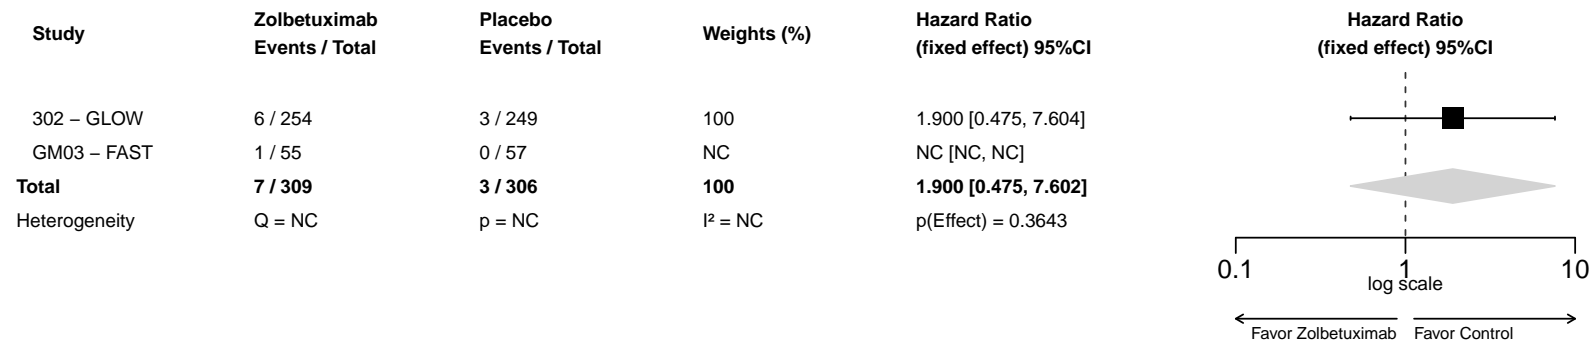 Study Zolbetuximab Events / Total Placebo Events / Total Weights (%) Hazard Ratio (fixed effect) 95%CI Hazard Ratio (fixed effect) 95%CI
302 − GLOW 6 / 254 3 / 249 100 1.900 [0.475, 7.604]
GM03 − FAST 1 / 55 0 / 57 NC NC [NC, NC]
Total 7 / 309 3 / 306 100 1.900 [0.475, 7.602]
Heterogeneity Q = NC p = NC I² = NC p(Effect) = 0.3643
0.1 1 10
log scale
Favor Zolbetuximab Favor Control